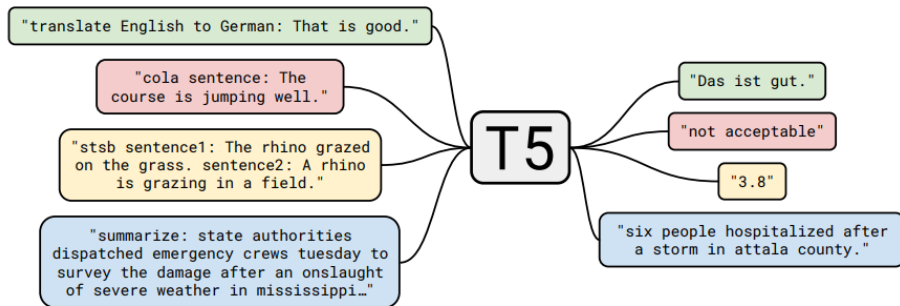 "translate English to German: That is good."
"cola sentence: The
course is jumping well."
"stsb sentence1: The rhino grazed
on the grass. sentence2: A rhino
is grazing in a field."
"summarize: state authorities
dispatched emergency crews tuesday to
survey the damage after an onslaught
of severe weather in mississippi…"
T5
"Das ist gut."
"not acceptable"
"3.8"
"six people hospitalized after
a storm in attala county."